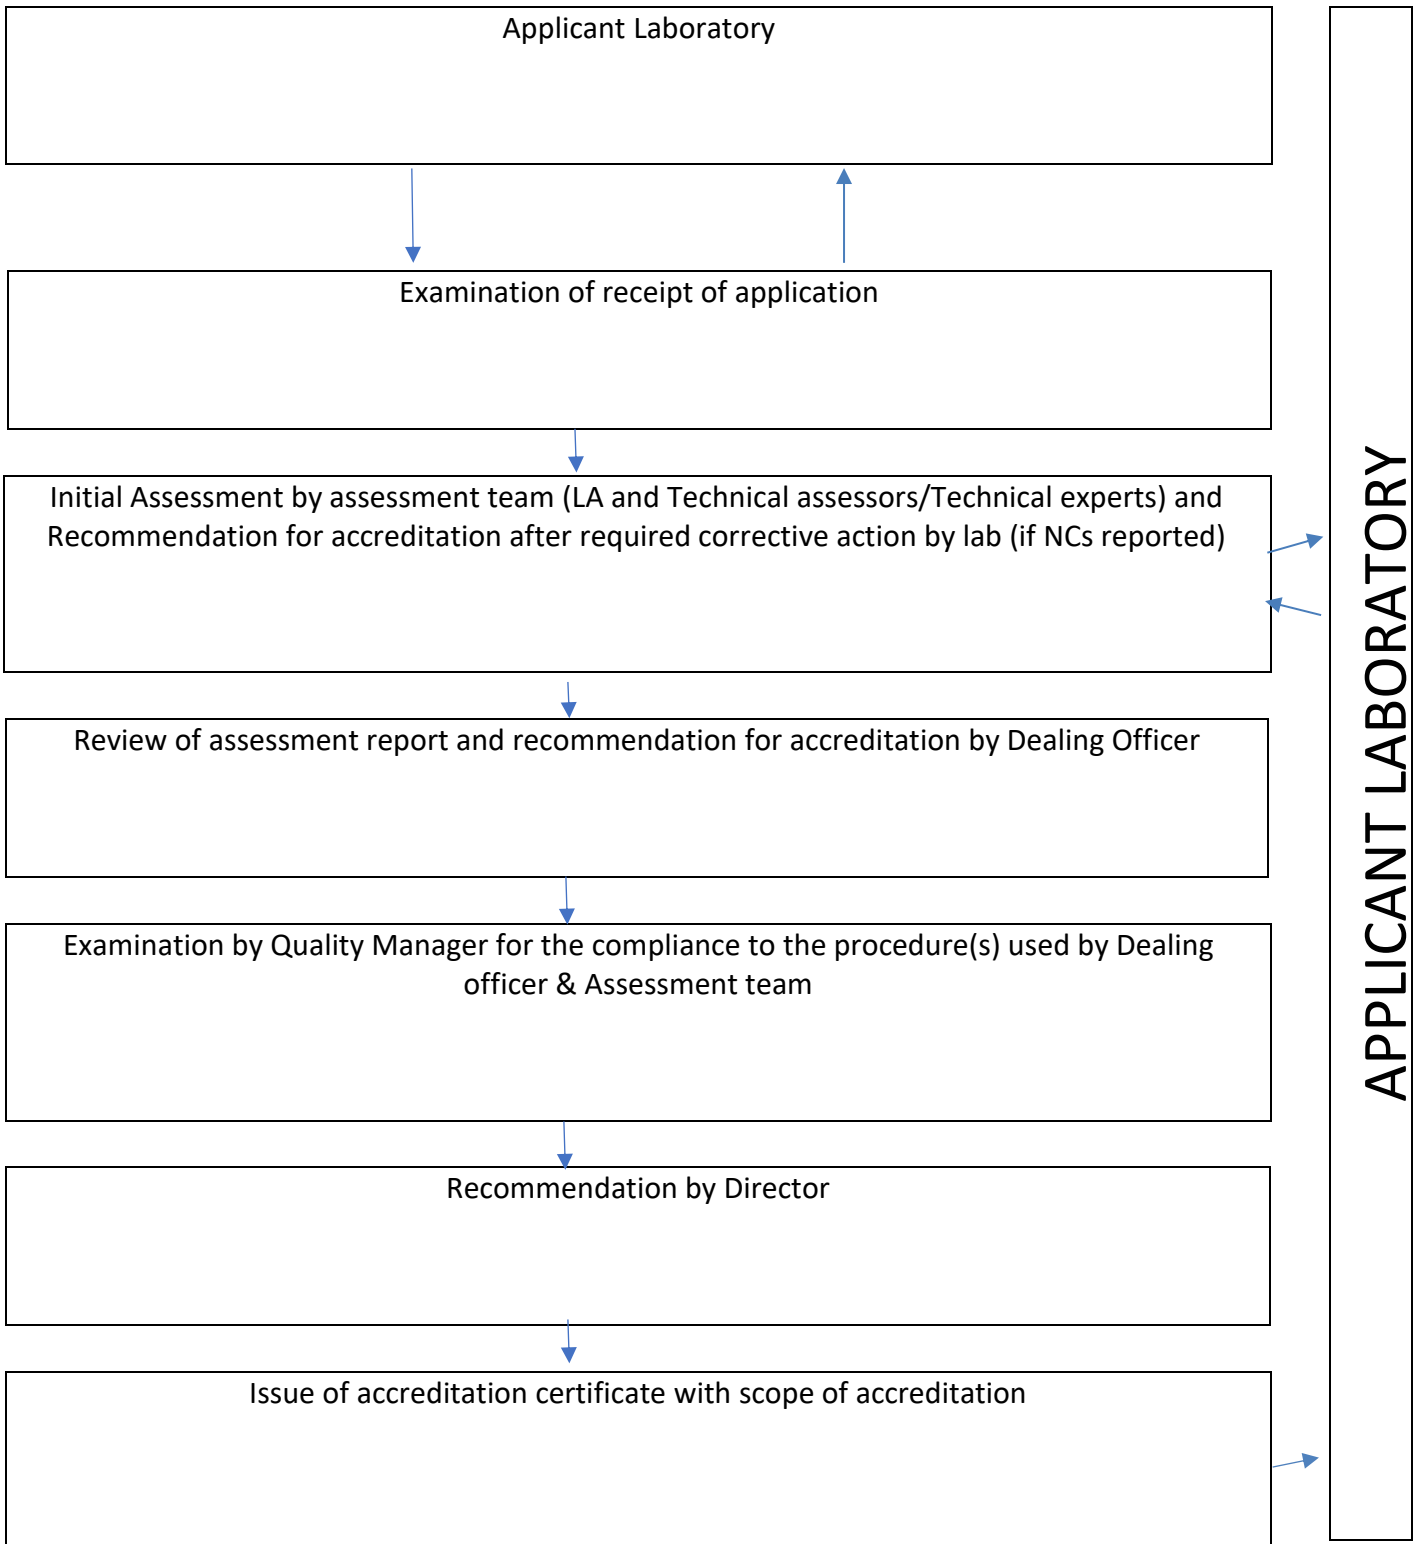 Applicant Laboratory
Examination of receipt of application
Initial Assessment by assessment team (LA and Technical assessors/Technical experts) and
Recommendation for accreditation after required corrective action by lab (if NCs reported)
Review of assessment report and recommendation for accreditation by Dealing Officer
Examination by Quality Manager for the compliance to the procedure(s) used by Dealing
officer & Assessment team
Recommendation by Director
Issue of accreditation certificate with scope of accreditation
APPLICANT LABORATORY